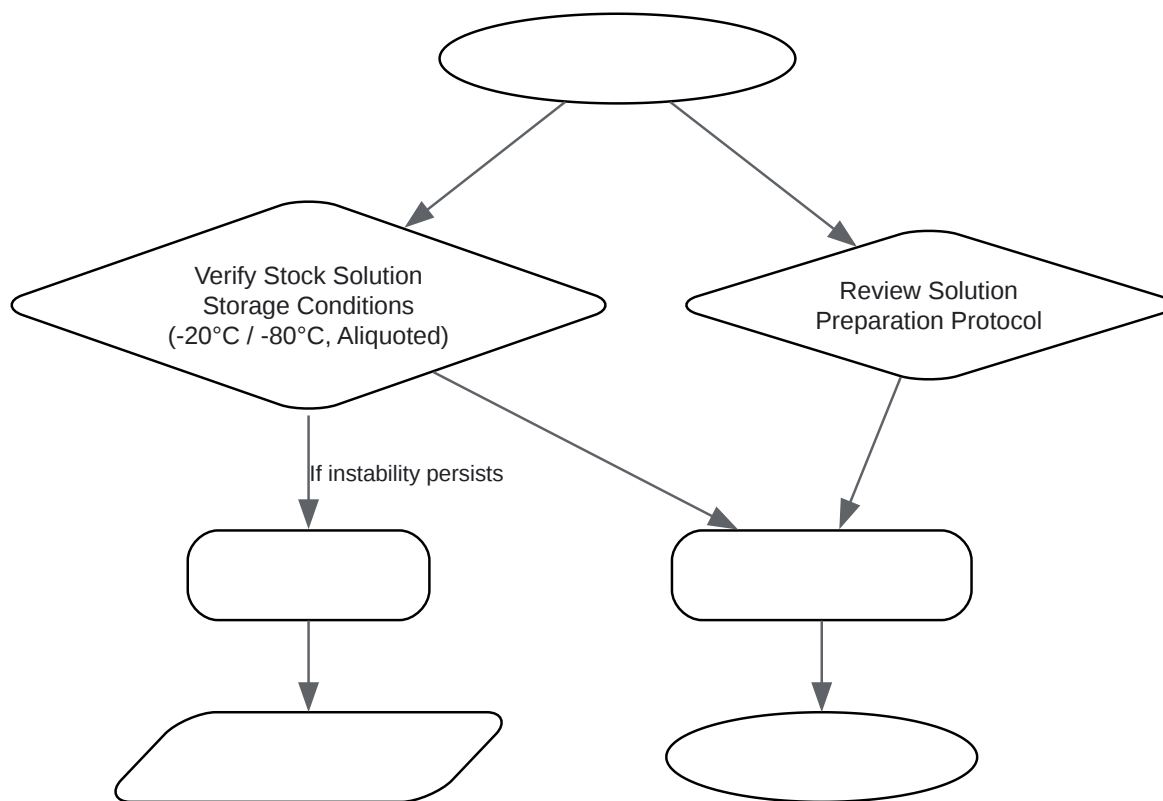 Verify Stock Solution
Storage Conditions
(-20°C / -80°C, Aliquoted)
Review Solution
Preparation Protocol
If instability persists